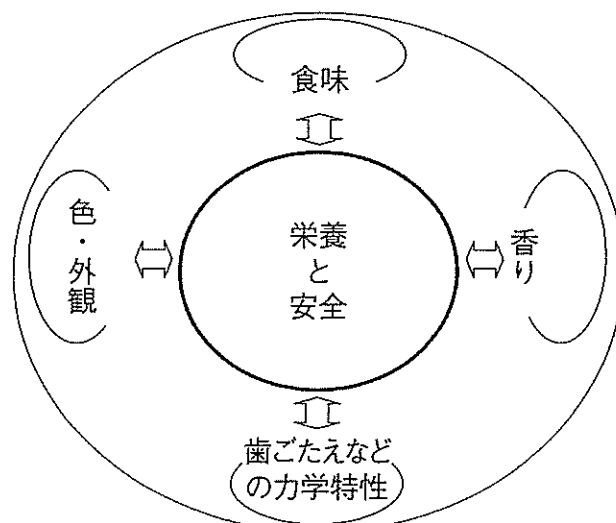 食味
色・外観
栄養
と
安全
香り
歯ごたえなど
の力学特性